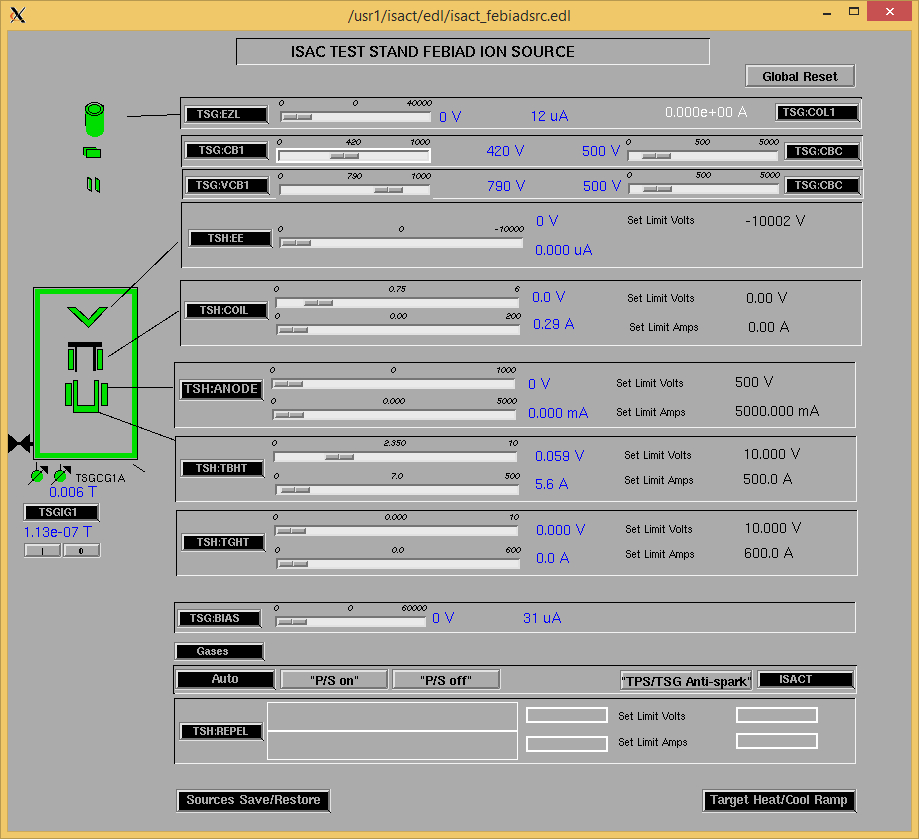 /usr1/isact/edl/isact_febiadsrc.edl
ISAC TEST STAND FEBIAD ION SOURCE
Global Reset
TSG:EZL 0 0 40000 0 V 12 uA 0.000e+00 A TSG:COL1
TSG:CB1 0 420 1000 420 V 500 V 0 500 5000 TSG:CBC
TSG:VCB1 0 790 1000 790 V 500 V 0 500 5000 TSG:CBC
TSH:EE 0 0 -10000 0 V Set Limit Volts -10002 V
0.000 uA
TSH:COIL 0 0.75 6 0.0 V Set Limit Volts 0.00 V
0 0.00 200 0.29 A Set Limit Amps 0.00 A
TSH:ANODE 0 0 1000 0 V Set Limit Volts 500 V
0 0.000 5000 0.000 mA Set Limit Amps 5000.000 mA
TSH:TBHT 0 2.350 10 0.059 V Set Limit Volts 10.000 V
0 7.0 500 5.6 A Set Limit Amps 500.0 A
TSGCG1A
0.006 T
TSGIG1
1.13e-07 T
I 0
TSH:TGHT 0 0.000 10 0.000 V Set Limit Volts 10.000 V
0 0.0 600 0.0 A Set Limit Amps 600.0 A
TSG:BIAS 0 0 60000 0 V 31 uA
Gases
Auto "P/S on" "P/S off" "TPS/TSG Anti-spark" ISACT
TSH:REPEL Set Limit Volts
Set Limit Amps
Sources Save/Restore Target Heat/Cool Ramp